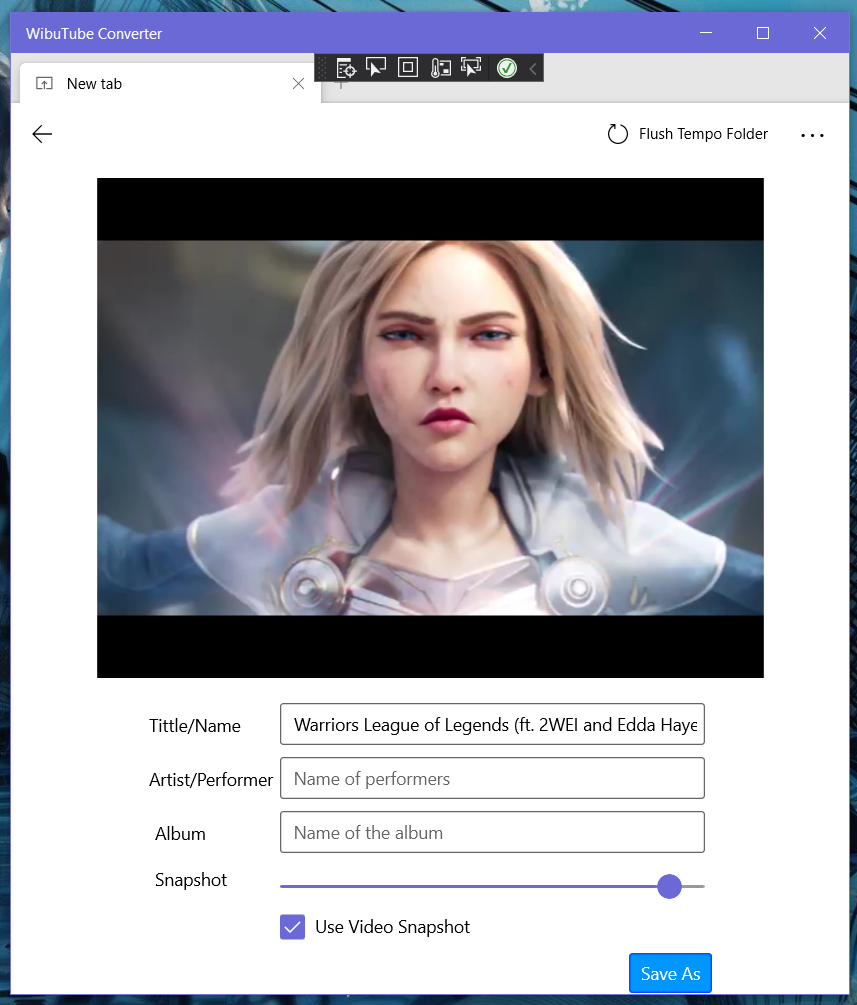 WibuTube Converter
New tab
Flush Tempo Folder
Tittle/Name
Warriors League of Legends (ft. 2WEI and Edda Haye
Artist/Performer
Name of performers
Album
Name of the album
Snapshot
Use Video Snapshot
Save As